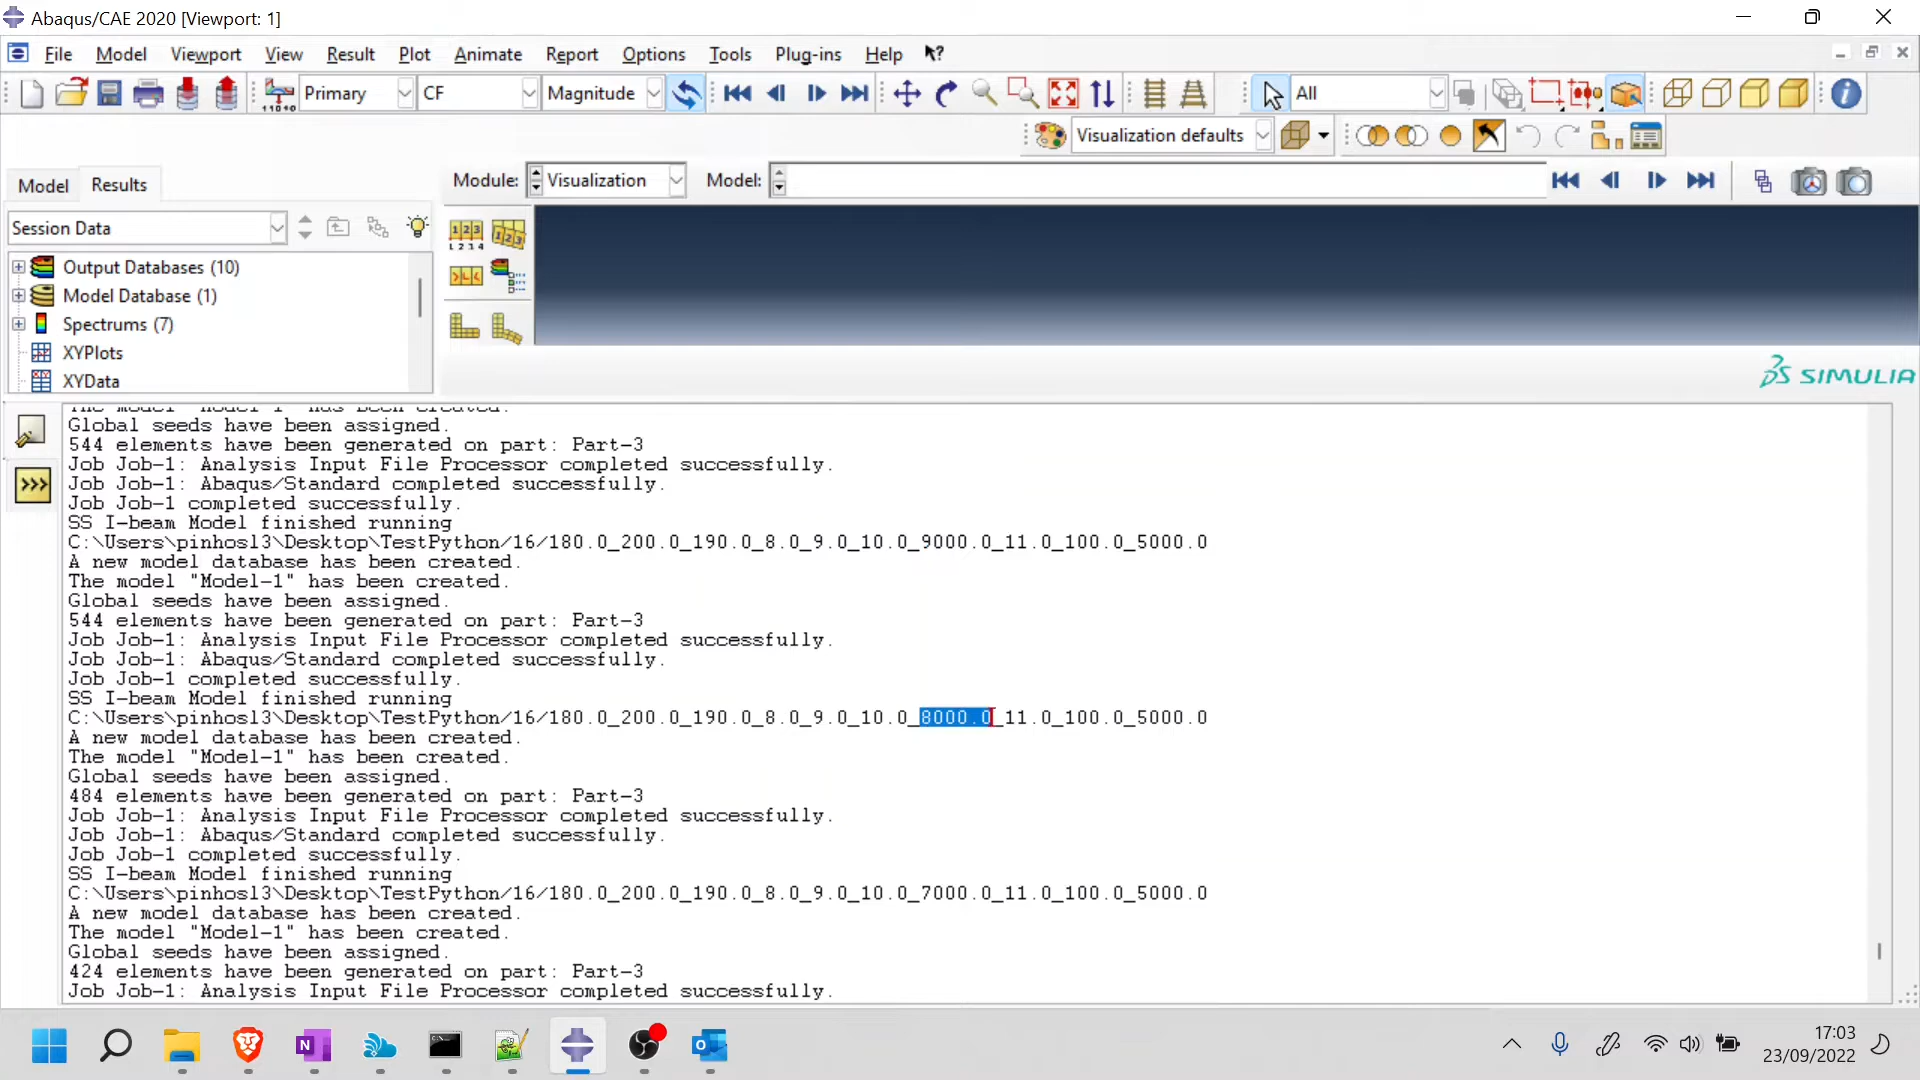 Abaqus/CAE 2020 [Viewport: 1]
File Model Viewport View Result Plot Animate Report Options Tools Plug-ins Help
Primary CF Magnitude All
Visualization defaults
Model Results Module: Visualization Model:
Session Data
Output Databases (10)
Model Database (1)
Spectrums (7)
XYPlots
XYData
SIMULIA
The model "Model-1" has been created.
Global seeds have been assigned.
544 elements have been generated on part: Part-3
Job Job-1: Analysis Input File Processor completed successfully.
Job Job-1: Abaqus/Standard completed successfully.
Job Job-1 completed successfully.
SS I-beam Model finished running
C:\Users\pinhosl3\Desktop\TestPython/16/180.0_200.0_190.0_8.0_9.0_10.0_9000.0_11.0_100.0_5000.0
A new model database has been created.
The model "Model-1" has been created.
Global seeds have been assigned.
544 elements have been generated on part: Part-3
Job Job-1: Analysis Input File Processor completed successfully.
Job Job-1: Abaqus/Standard completed successfully.
Job Job-1 completed successfully.
SS I-beam Model finished running
C:\Users\pinhosl3\Desktop\TestPython/16/180.0_200.0_190.0_8.0_9.0_10.0_8000.0_11.0_100.0_5000.0
A new model database has been created.
The model "Model-1" has been created.
Global seeds have been assigned.
484 elements have been generated on part: Part-3
Job Job-1: Analysis Input File Processor completed successfully.
Job Job-1: Abaqus/Standard completed successfully.
Job Job-1 completed successfully.
SS I-beam Model finished running
C:\Users\pinhosl3\Desktop\TestPython/16/180.0_200.0_190.0_8.0_9.0_10.0_7000.0_11.0_100.0_5000.0
A new model database has been created.
The model "Model-1" has been created.
Global seeds have been assigned.
424 elements have been generated on part: Part-3
Job Job-1: Analysis Input File Processor completed successfully.
17:03
23/09/2022